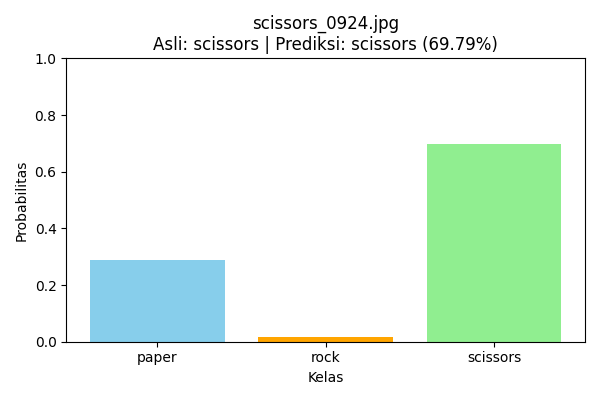 scissors_0924.jpg
Asli: scissors | Prediksi: scissors (69.79%)
1.0
0.8
0.6
0.4
0.2
0.0
Probabilitas
paper rock scissors
Kelas